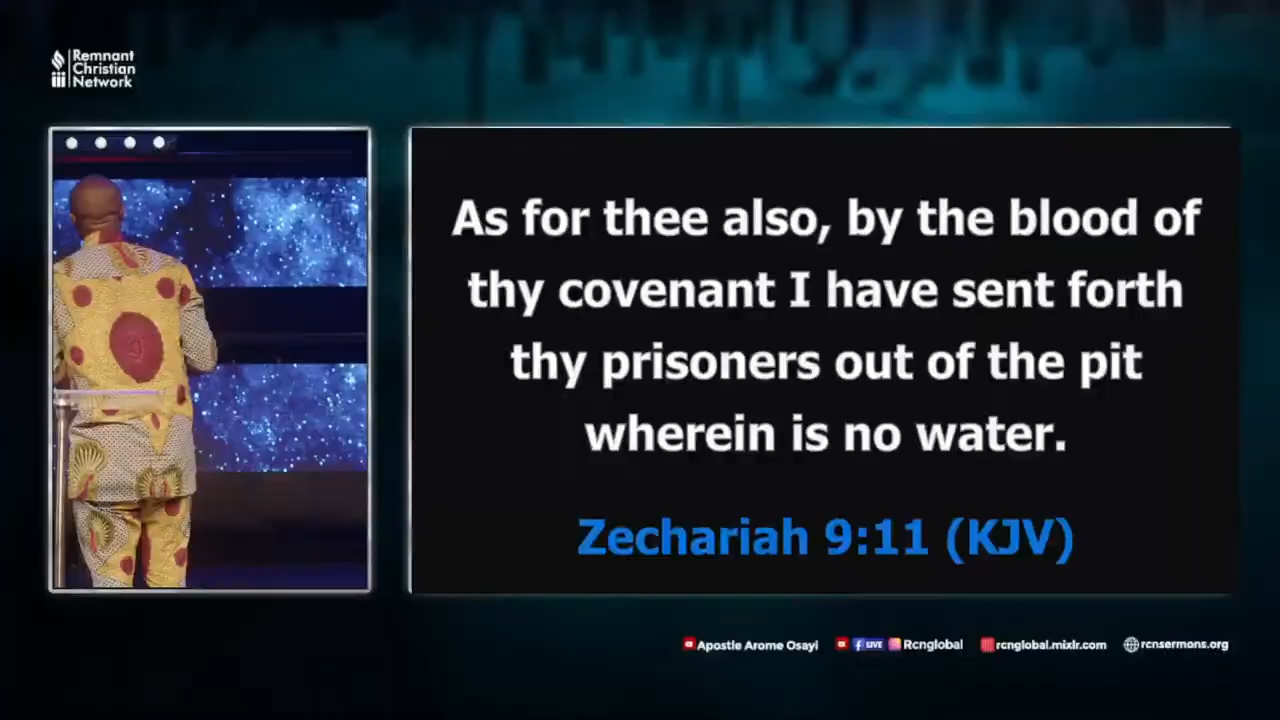 Remnant
Christian
Network
As for thee also, by the blood of
thy covenant I have sent forth
thy prisoners out of the pit
wherein is no water.
Zechariah 9:11 (KJV)
Apostle Arome Osayi
LIVE Rcnglobal
rcnglobal.mixlr.com
rcnsermons.org